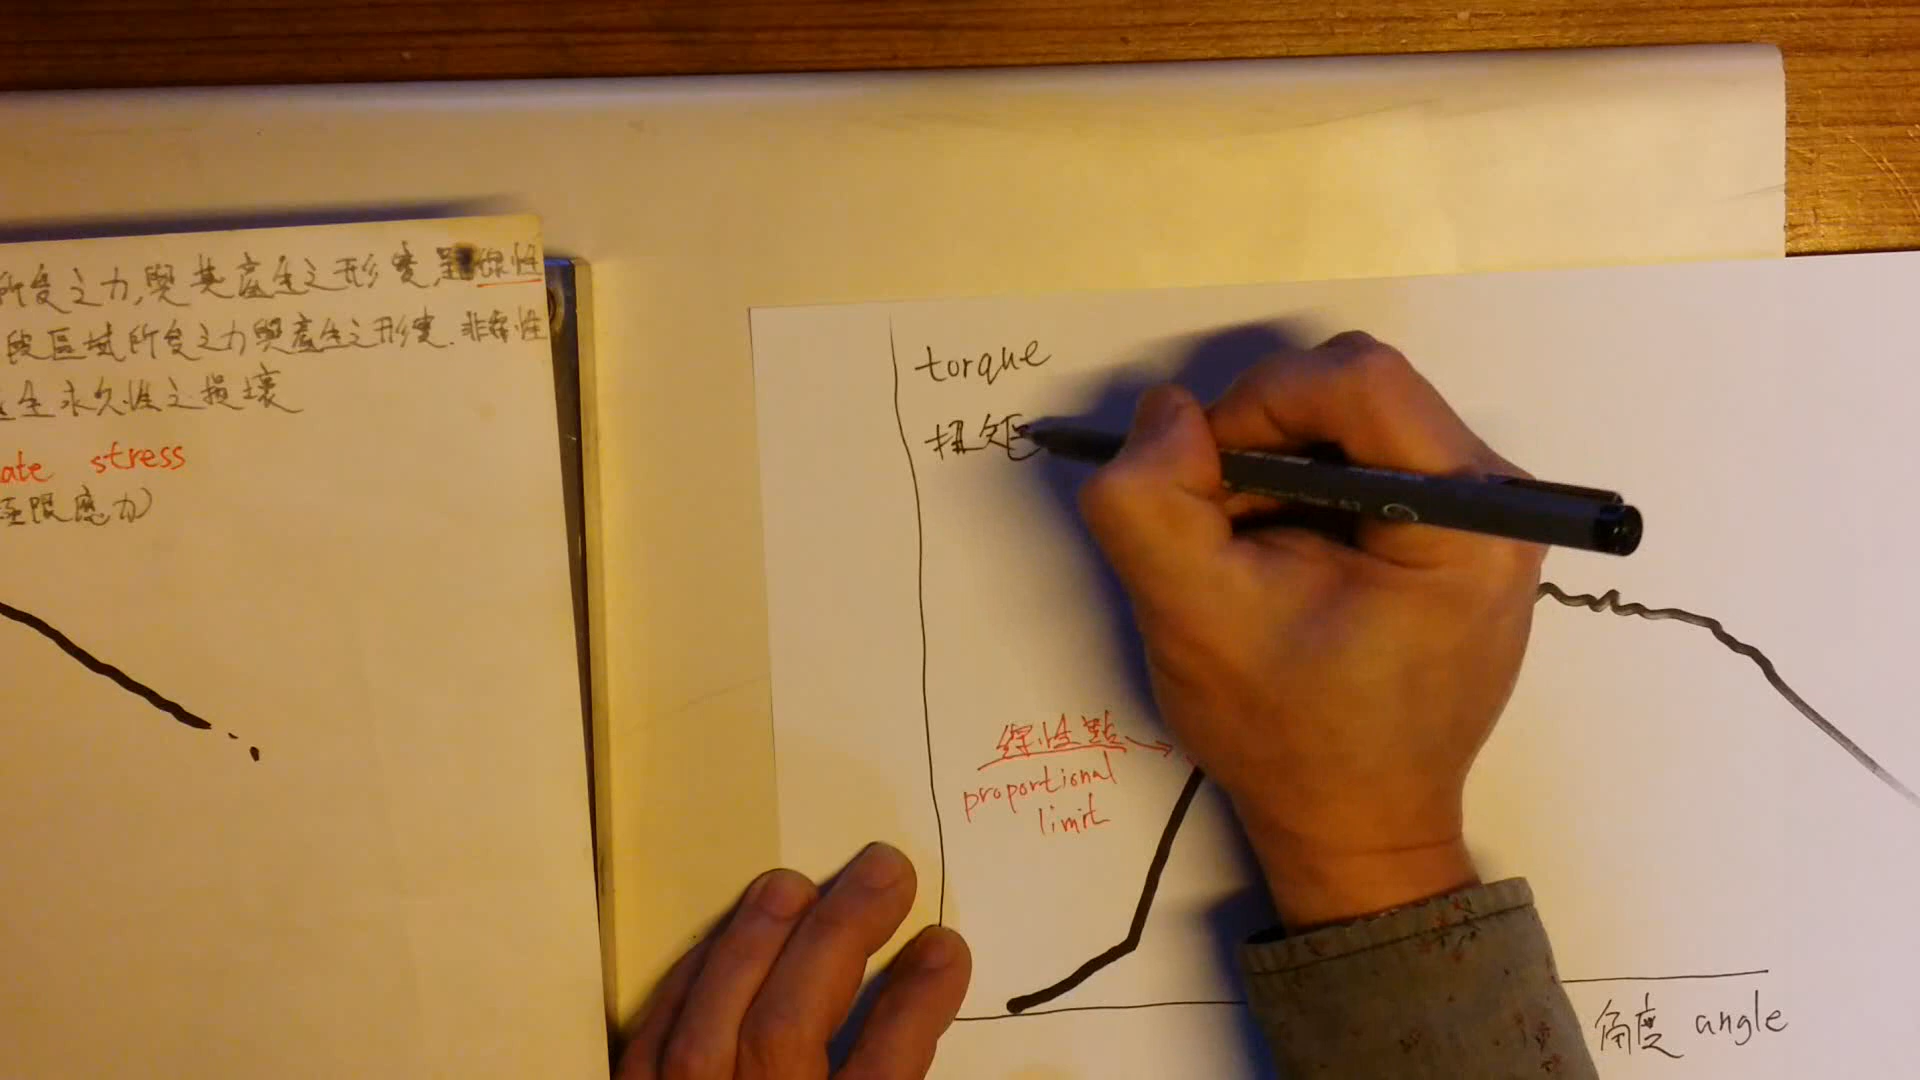 所受之力,與其產生之形變,線性
段區域所受之力與產生之形變.非線性
生永久性之損壞
ate stress
極限應力)
torque
扭矩
線性點
proportional
limit
角度 angle